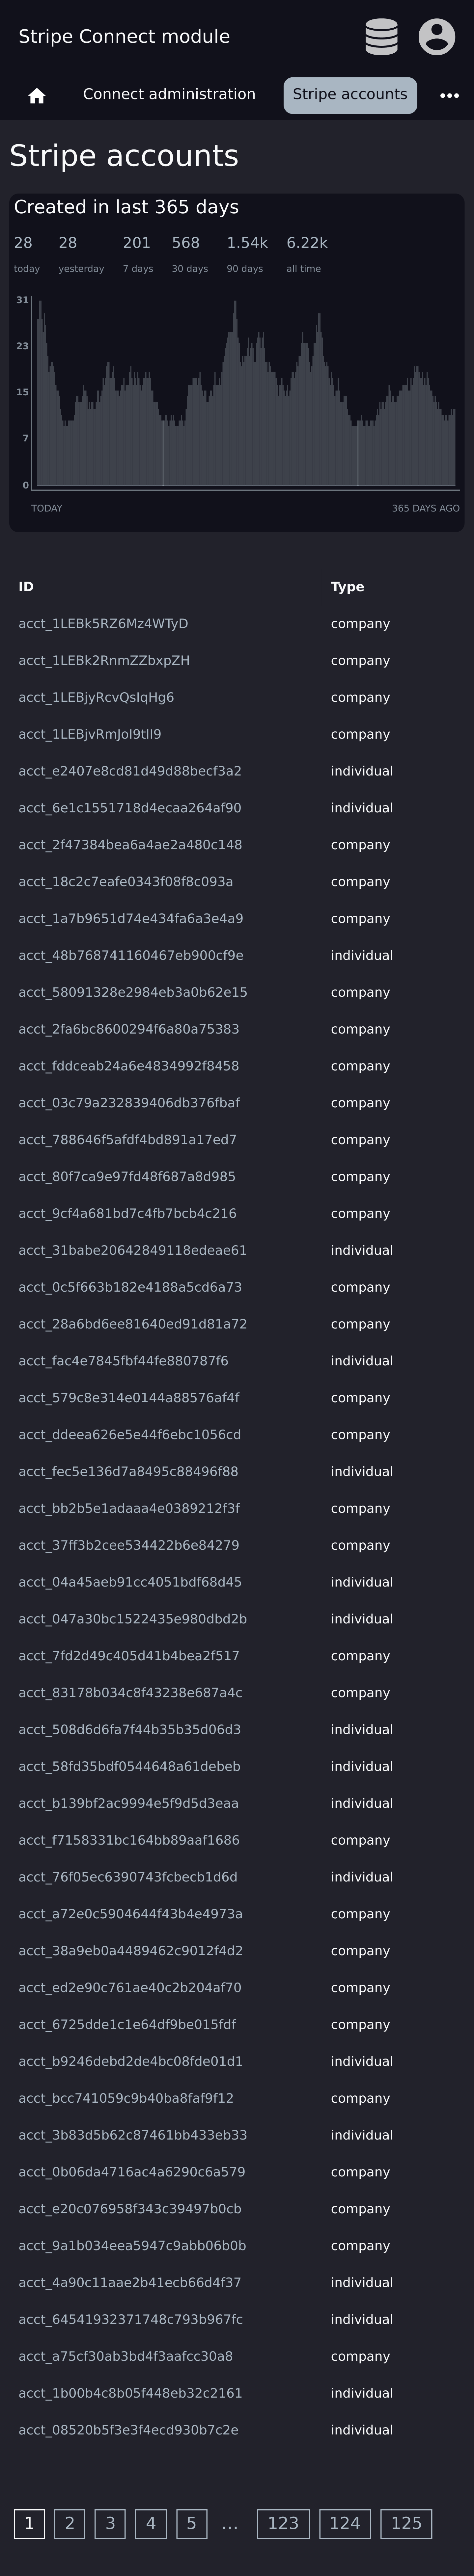 Stripe Connect module
Connect administration Stripe accounts
Stripe accounts
Created in last 365 days
28 28 201 568 1.54k 6.22k
today yesterday 7 days 30 days 90 days all time
31
23
15
7
0
TODAY 365 DAYS AGO
ID Type
acct_1LEBk5RZ6Mz4WTyD company
acct_1LEBk2RnmZZbxpZH company
acct_1LEBjyRcvQsIqHg6 company
acct_1LEBjvRmJoI9tlI9 company
acct_e2407e8cd81d49d88becf3a2 individual
acct_6e1c1551718d4ecaa264af90 individual
acct_2f47384bea6a4ae2a480c148 company
acct_18c2c7eafe0343f08f8c093a company
acct_1a7b9651d74e434fa6a3e4a9 company
acct_48b768741160467eb900cf9e individual
acct_58091328e2984eb3a0b62e15 company
acct_2fa6bc8600294f6a80a75383 company
acct_fddceab24a6e4834992f8458 company
acct_03c79a232839406db376fbaf company
acct_788646f5afdf4bd891a17ed7 company
acct_80f7ca9e97fd48f687a8d985 company
acct_9cf4a681bd7c4fb7bcb4c216 company
acct_31babe20642849118edeae61 individual
acct_0c5f663b182e4188a5cd6a73 company
acct_28a6bd6ee81640ed91d81a72 company
acct_fac4e7845fbf44fe880787f6 individual
acct_579c8e314e0144a88576af4f company
acct_ddeea626e5e44f6ebc1056cd company
acct_fec5e136d7a8495c88496f88 individual
acct_bb2b5e1adaaa4e0389212f3f company
acct_37ff3b2cee534422b6e84279 company
acct_04a45aeb91cc4051bdf68d45 individual
acct_047a30bc1522435e980dbd2b individual
acct_7fd2d49c405d41b4bea2f517 company
acct_83178b034c8f43238e687a4c company
acct_508d6d6fa7f44b35b35d06d3 individual
acct_58fd35bdf0544648a61debeb individual
acct_b139bf2ac9994e5f9d5d3eaa individual
acct_f7158331bc164bb89aaf1686 company
acct_76f05ec6390743fcbecb1d6d individual
acct_a72e0c5904644f43b4e4973a company
acct_38a9eb0a4489462c9012f4d2 company
acct_ed2e90c761ae40c2b204af70 company
acct_6725dde1c1e64df9be015fdf company
acct_b9246debd2de4bc08fde01d1 individual
acct_bcc741059c9b40ba8faf9f12 company
acct_3b83d5b62c87461bb433eb33 individual
acct_0b06da4716ac4a6290c6a579 company
acct_e20c076958f343c39497b0cb company
acct_9a1b034eea5947c9abb06b0b company
acct_4a90c11aae2b41ecb66d4f37 individual
acct_64541932371748c793b967fc individual
acct_a75cf30ab3bd4f3aafcc30a8 company
acct_1b00b4c8b05f448eb32c2161 individual
acct_08520b5f3e3f4ecd930b7c2e individual
1 2 3 4 5 ... 123 124 125